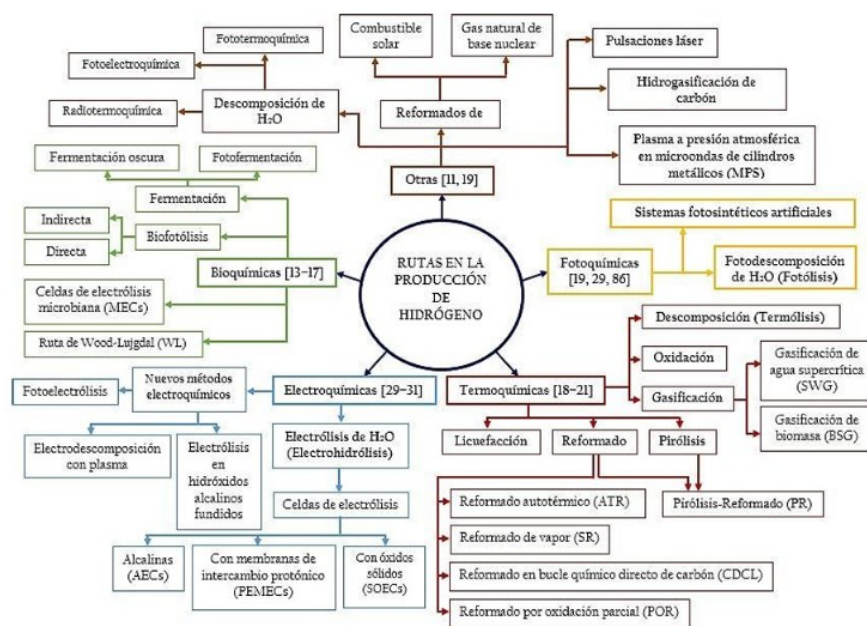 Fototermoquímica
Fotoelectroquímica
Radiotermoquímica
Descomposición de
H₂O
Combustible
solar
Gas natural de
base nuclear
Reformados de
Otras [11, 19]
Pulsaciones láser
Hidrogasificación de
carbón
Plasma a presión atmosférica
en microondas de cilindros
metálicos (MPS)
Fermentación oscura
Fotofermentación
Fermentación
Indirecta
Directa
Biofotólisis
Bioquímicas [13-17]
Celdas de electrólisis
microbiana (MECs)
Ruta de Wood-Lujgdal (WL)
RUTAS EN LA
PRODUCCIÓN
DE
HIDRÓGENO
Sistemas fotosintéticos artificiales
Fotoquímicas
[19, 29, 86]
Fotodescomposición
de H₂O (Fotólisis)
Fotoelectrólisis
Nuevos métodos
electroquímicos
Electroquímicas [29-31]
Electrodescomposición
con plasma
Electrólisis
en
hidróxidos
alcalinos
fundidos
Electrólisis de H₂O
(Electrohidrólisis)
Celdas de electrólisis
Alcalinas
(AECs)
Con membranas de
intercambio protónico
(PEMECs)
Con óxidos
sólidos
(SOECs)
Termoquímicas [18-21]
Descomposición (Termólisis)
Oxidación
Gasificación
Gasificación de
agua supercrítica
(SWG)
Gasificación de
biomasa (BSG)
Licuefacción
Reformado
Pirólisis
Reformado autotérmico (ATR)
Pirólisis-Reformado (PR)
Reformado de vapor (SR)
Reformado en bucle químico directo de carbón (CDCL)
Reformado por oxidación parcial (POR)